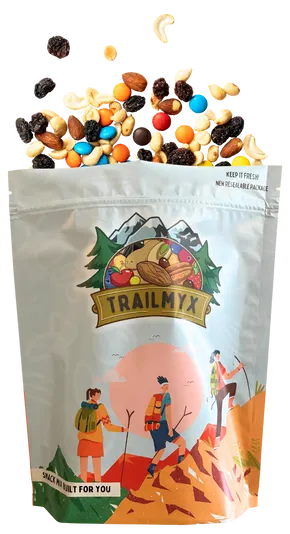 KEEP IT FRESH!
NEW RESEALABLE PACKAGE
TRAILMYX
SNACK MIX BUILT FOR YOU